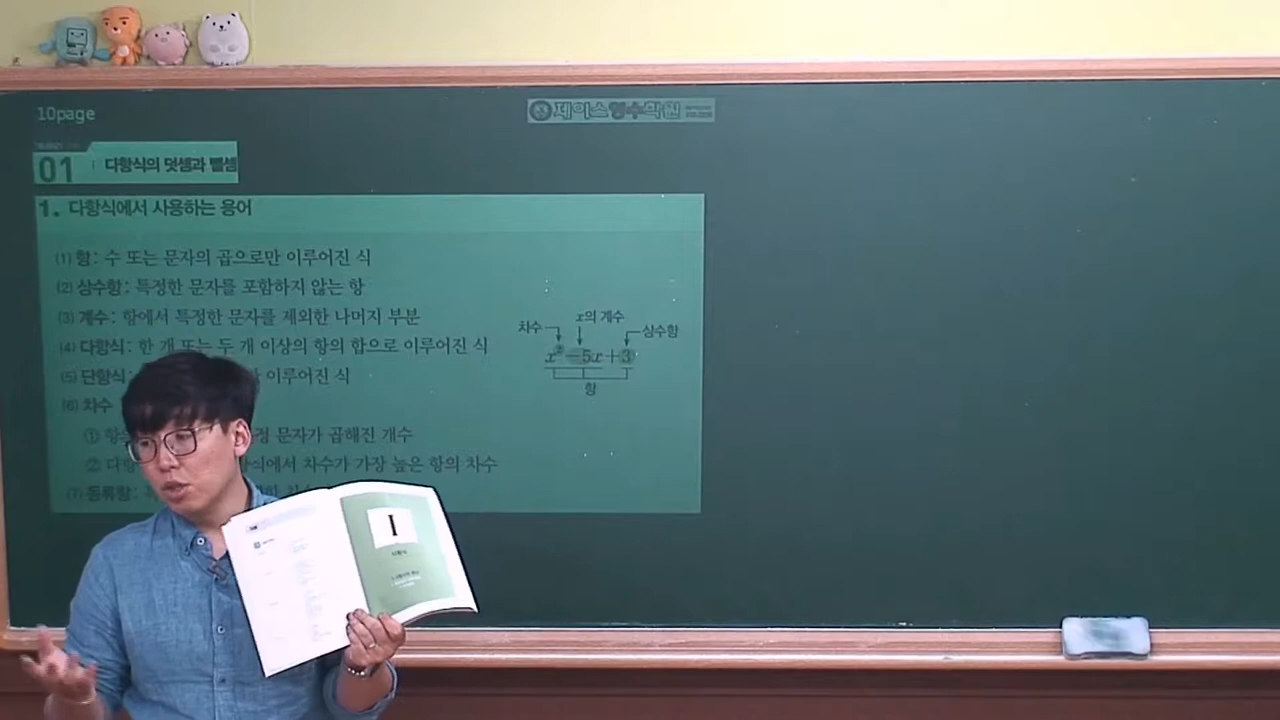 10page
제이스영수학원
01 다항식의 덧셈과 뺄셈
1. 다항식에서 사용하는 용어
(1) 항: 수 또는 문자의 곱으로만 이루어진 식
(2) 상수항: 특정한 문자를 포함하지 않는 항
(3) 계수: 항에서 특정한 문자를 제외한 나머지 부분
(4) 다항식: 한 개 또는 두 개 이상의 항의 합으로 이루어진 식
(5) 단항식: 이루어진 식
(6) 차수
① 문자가 곱해진 개수
② 다항 차수가 가장 높은 항의 차수
(7) 동류항:
x의 계수
차수 상수항
x²-5x+3
항
I